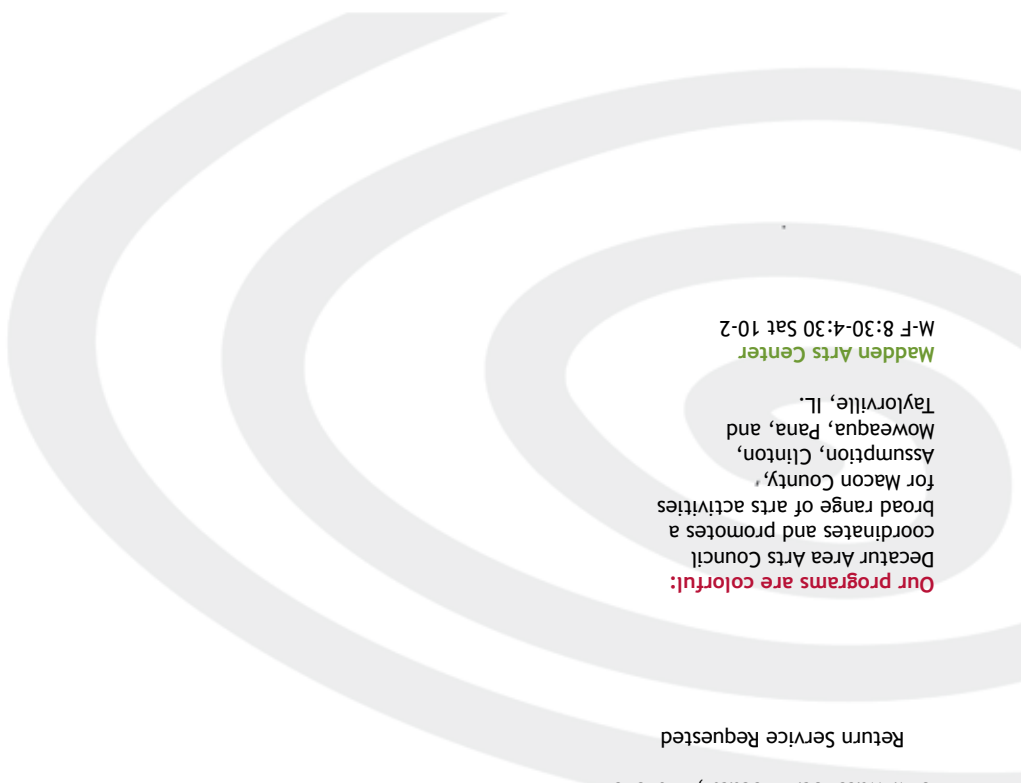 Return Service Requested
Our programs are colorful:
Decatur Area Arts Council
coordinates and promotes a
broad range of arts activities
for Macon County,
Assumption, Clinton,
Moweaqua, Pana, and
Taylorville, IL.
Madden Arts Center
M-F 8:30-4:30 Sat 10-2